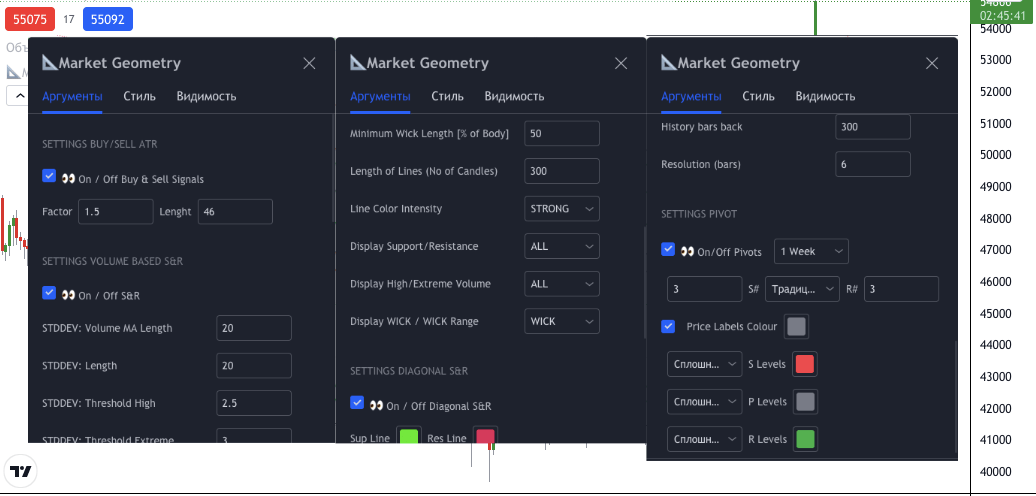 55075 17 55092
Объ
М
📐Market Geometry
Аргументы Стиль Видимость
SETTINGS BUY/SELL ATR
👀 On / Off Buy & Sell Signals
Factor 1.5 Lenght 46
SETTINGS VOLUME BASED S&R
👀 On / Off S&R
STDDEV: Volume MA Length 20
STDDEV: Length 20
STDDEV: Threshold High 2.5
STDDEV: Threshold Extreme 3
📐Market Geometry
Аргументы Стиль Видимость
Minimum Wick Length [% of Body] 50
Length of Lines (No of Candles) 300
Line Color Intensity STRONG
Display Support/Resistance ALL
Display High/Extreme Volume ALL
Display WICK / WICK Range WICK
SETTINGS DIAGONAL S&R
👀 On / Off Diagonal S&R
Sup Line Res Line
📐Market Geometry
Аргументы Стиль Видимость
History bars back 300
Resolution (bars) 6
SETTINGS PIVOT
👀 On/Off Pivots 1 Week
3 S# Традиц... R# 3
Price Labels Colour
Сплошн... S Levels
Сплошн... P Levels
Сплошн... R Levels
54600
02:45:41
54000
53000
52000
51000
50000
49000
48000
47000
46000
45000
44000
43000
42000
41000
40000